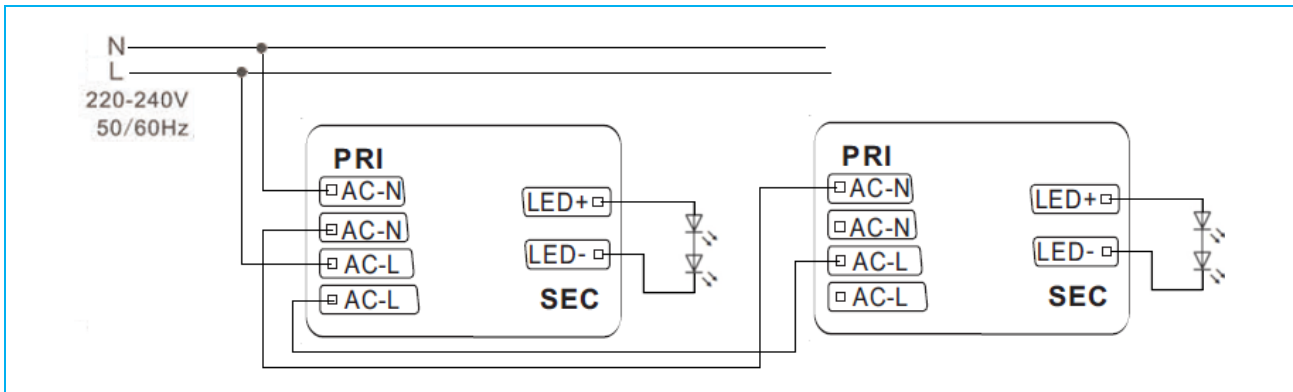 N
L
220-240V
50/60Hz
PRI
AC-N
AC-N
AC-L
AC-L
LED+
LED-
SEC
PRI
AC-N
AC-N
AC-L
AC-L
LED+
LED-
SEC